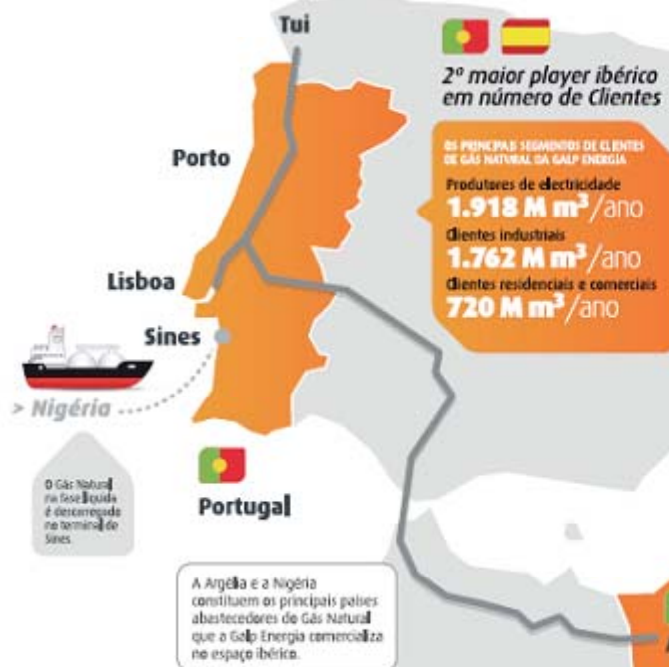 Tui
2º maior player ibérico
em número de Clientes
OS PRINCIPAIS SEGMENTOS DE CLIENTES
DE GÁS NATURAL DA GALP ENERGIA
Produtores de electricidade
1.918 M m³/ano
Clientes industriais
1.762 M m³/ano
Clientes residenciais e comerciais
720 M m³/ano
Porto
Lisboa
Sines
> Nigéria
O Gás Natural
na fase líquida
é descarregado
no terminal de
Sines.
Portugal
A Argélia e a Nigéria
constituem os principais países
abastecedores do Gás Natural
que a Galp Energia comercializa
no espaço ibérico.